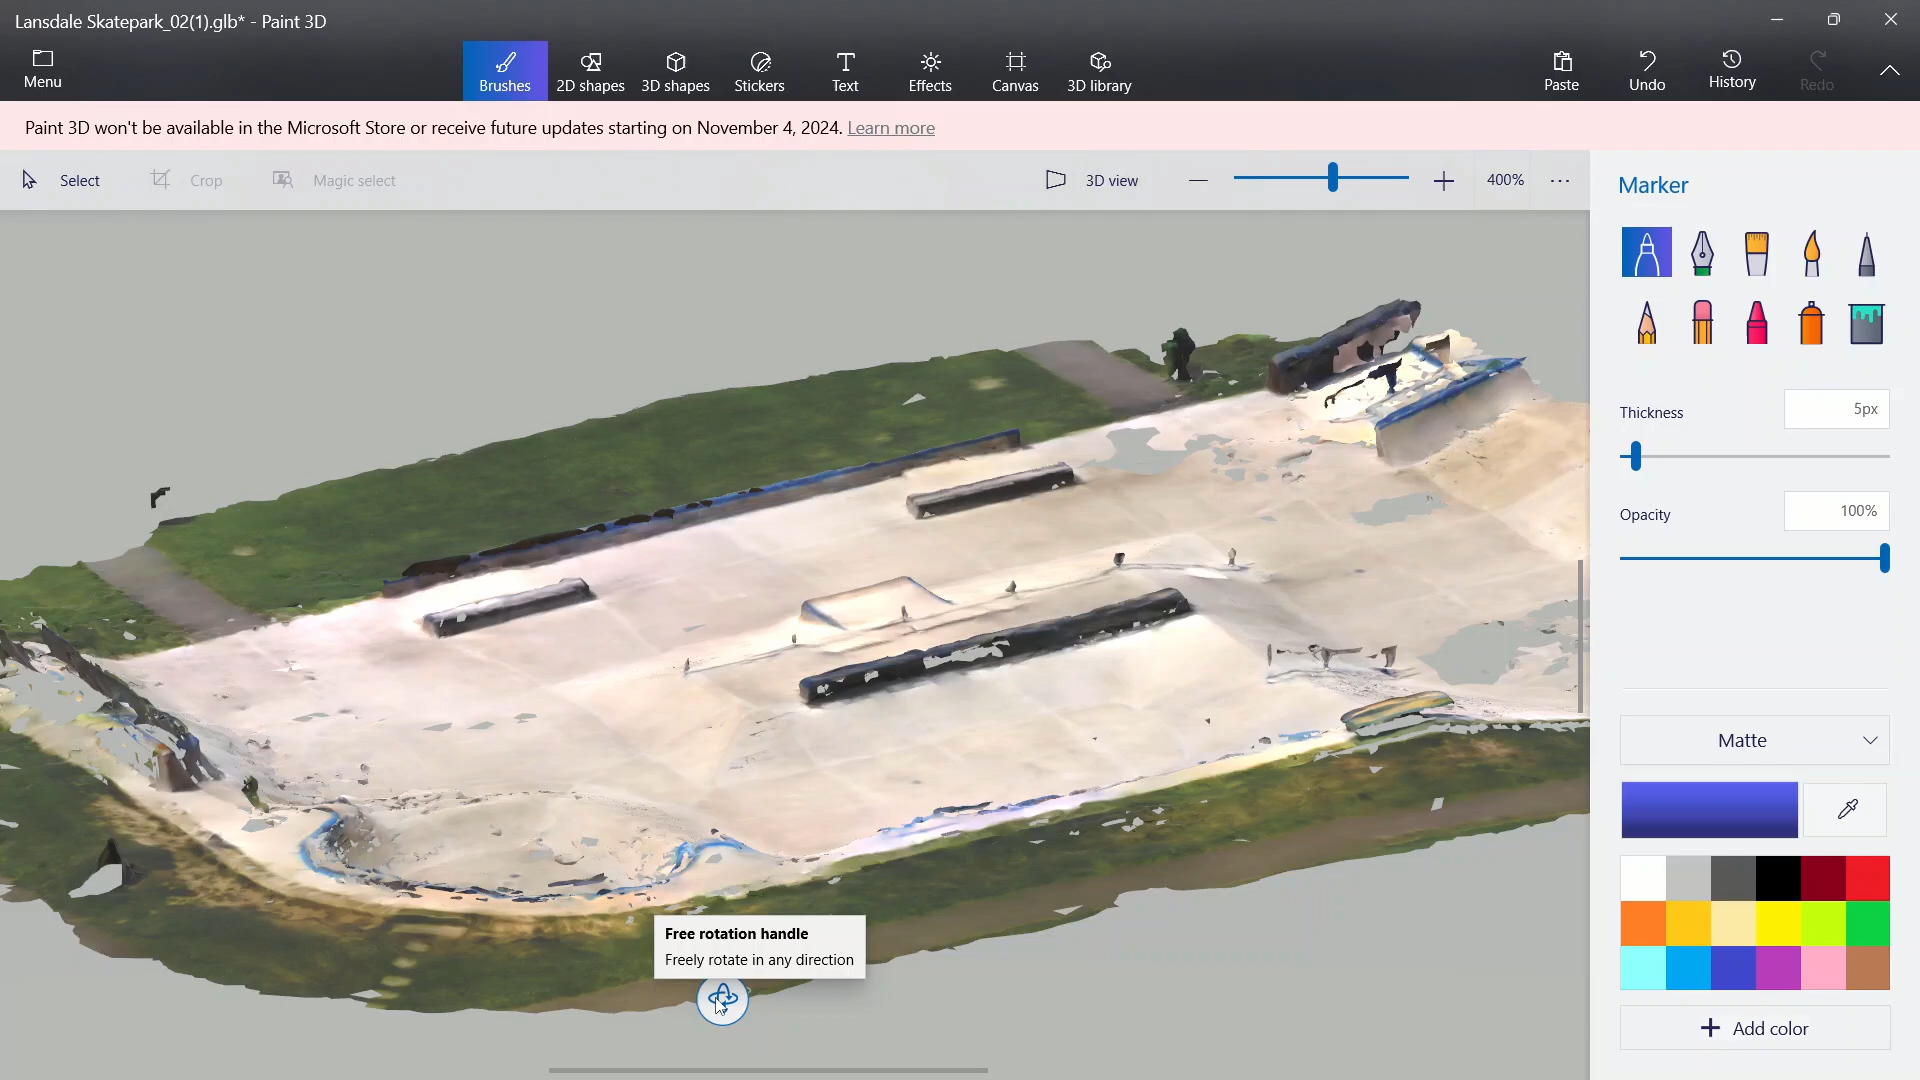 Lansdale Skatepark_02(1).glb* - Paint 3D
Menu
Brushes
2D shapes
3D shapes
Stickers
Text
Effects
Canvas
3D library
Paste
Undo
History
Redo
Paint 3D won't be available in the Microsoft Store or receive future updates starting on November 4, 2024. Learn more
Select
Crop
Magic select
3D view
400%
Marker
Thickness
5px
Opacity
100%
Matte
Free rotation handle
Freely rotate in any direction
Add color